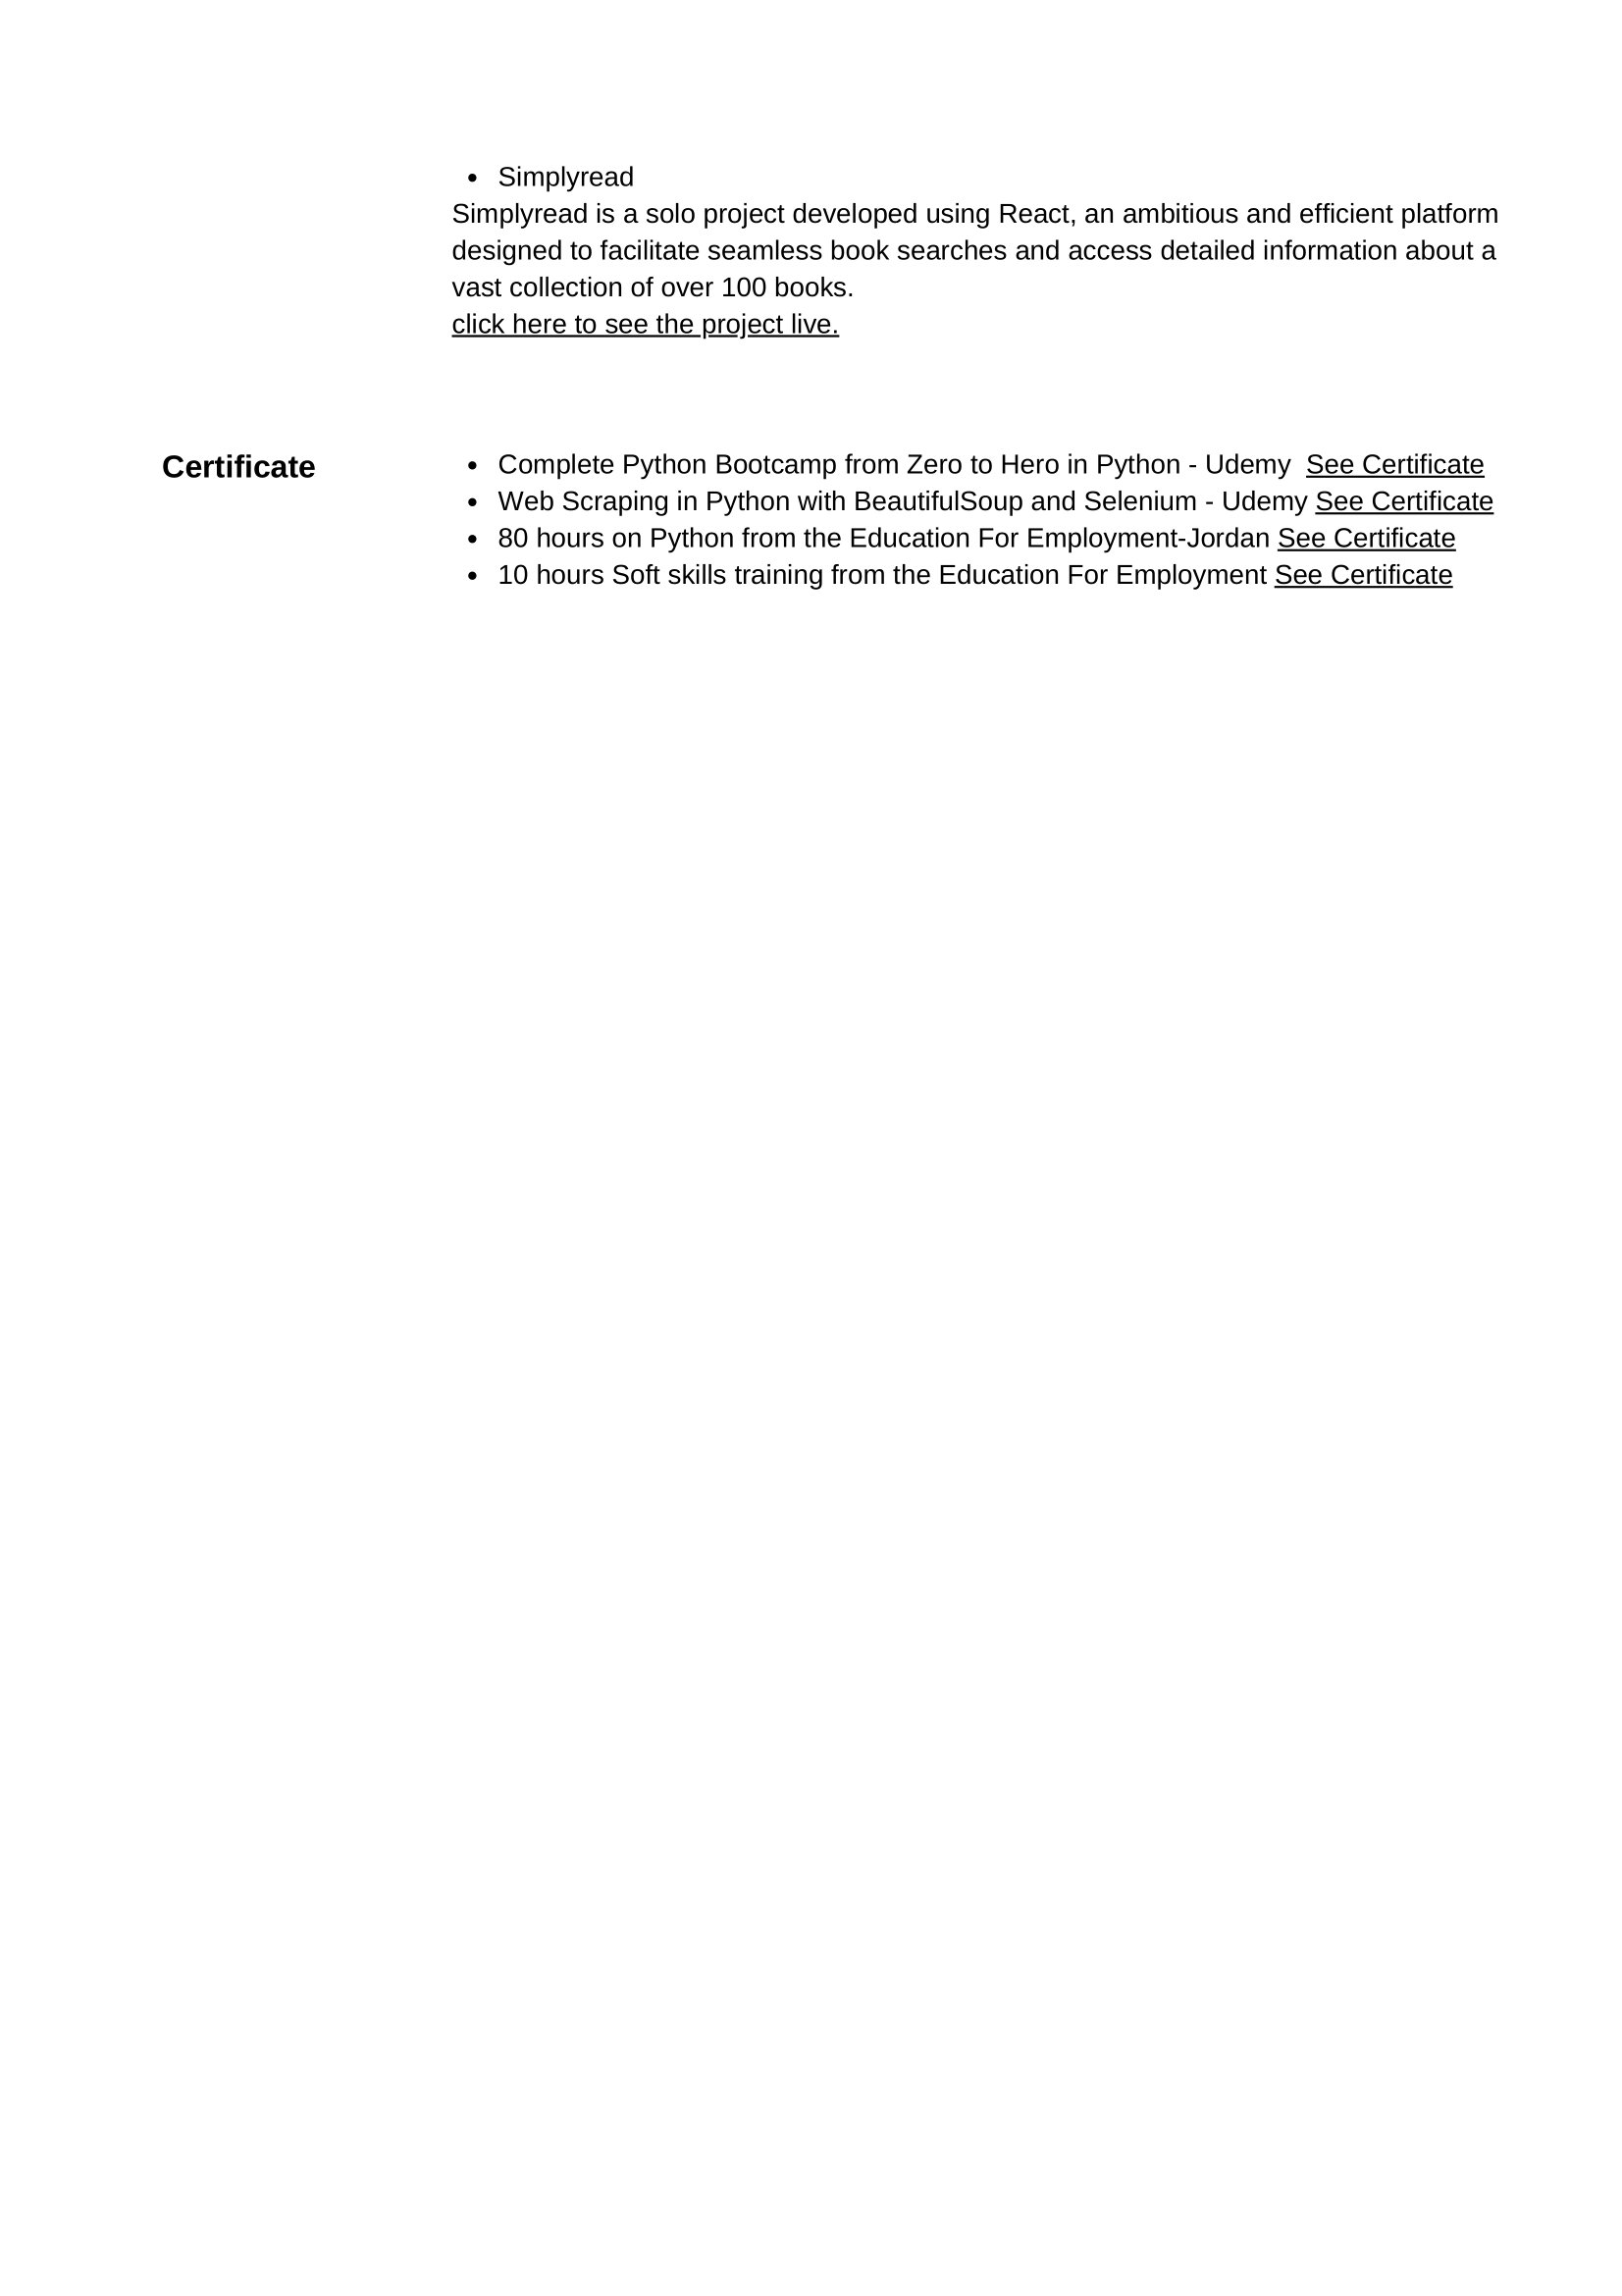 • Simplyread
Simplyread is a solo project developed using React, an ambitious and efficient platform
designed to facilitate seamless book searches and access detailed information about a
vast collection of over 100 books.
click here to see the project live.
Certificate
• Complete Python Bootcamp from Zero to Hero in Python - Udemy  See Certificate
• Web Scraping in Python with BeautifulSoup and Selenium - Udemy See Certificate
• 80 hours on Python from the Education For Employment-Jordan See Certificate
• 10 hours Soft skills training from the Education For Employment See Certificate